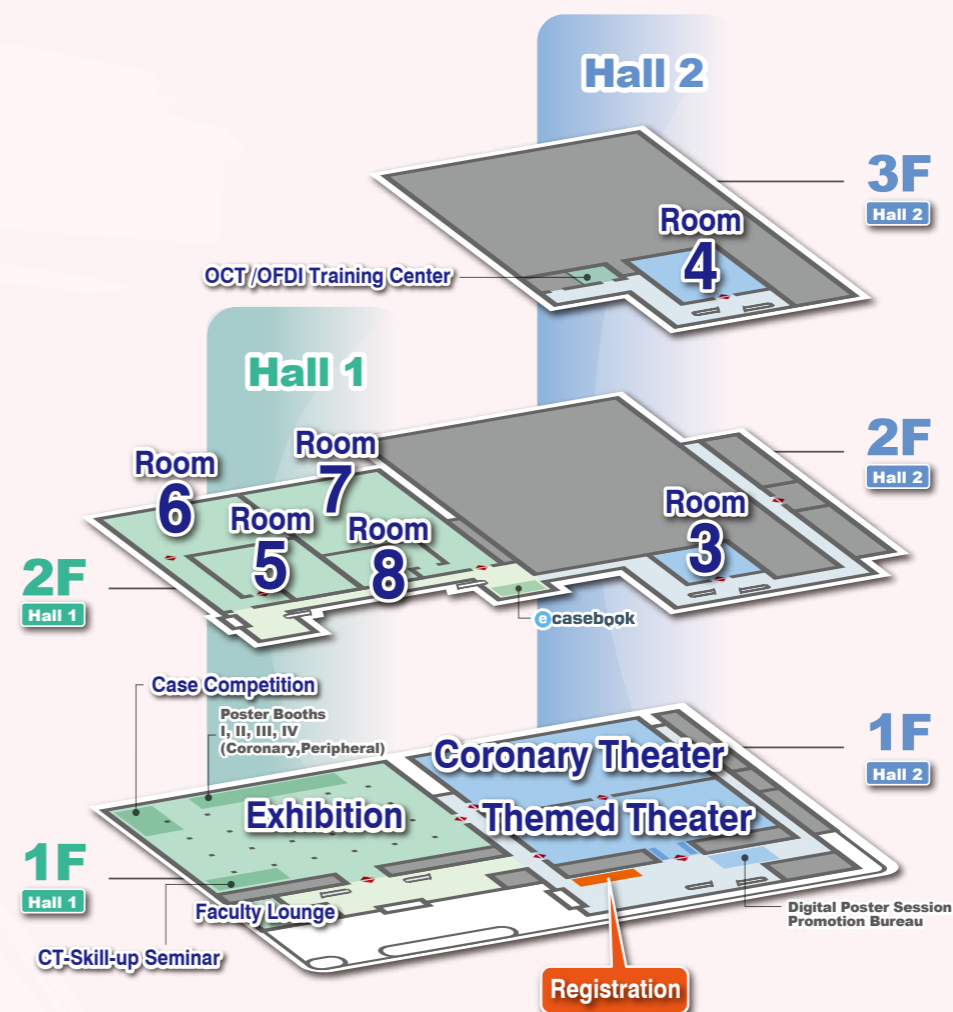 Hall 2
3F
Hall 2
Room
4
OCT /OFDI Training Center
Hall 1
2F
Hall 2
Room
7
Room
6
Room
3
Room
5
Room
8
2F
Hall 1
e casebook
Case Competition
Poster Booths
I, II, III, IV
(Coronary,Peripheral)
1F
Hall 2
Coronary Theater
Exhibition
Themed Theater
1F
Hall 1
Faculty Lounge
Digital Poster Session
Promotion Bureau
CT-Skill-up Seminar
Registration